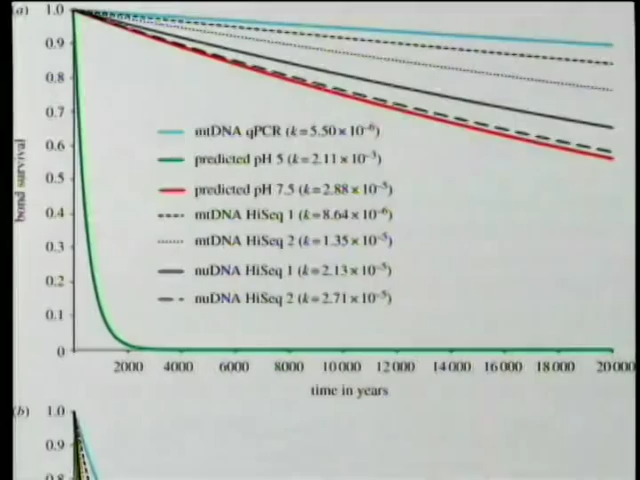 (a)
1.0
0.9
0.8
0.7
0.6
0.5
0.4
0.3
0.2
0.1
0
bond survival
mtDNA qPCR (k=5.50×10⁻⁶)
predicted pH 5 (k=2.11×10⁻³)
predicted pH 7.5 (k=2.88×10⁻⁵)
mtDNA HiSeq 1 (k=8.64×10⁻⁶)
mtDNA HiSeq 2 (k=1.35×10⁻⁵)
nuDNA HiSeq 1 (k=2.13×10⁻⁵)
nuDNA HiSeq 2 (k=2.71×10⁻⁵)
2000 4000 6000 8000 10 000 12 000 14 000 16 000 18 000 20 000
time in years
(b)
1.0
0.9
0.8